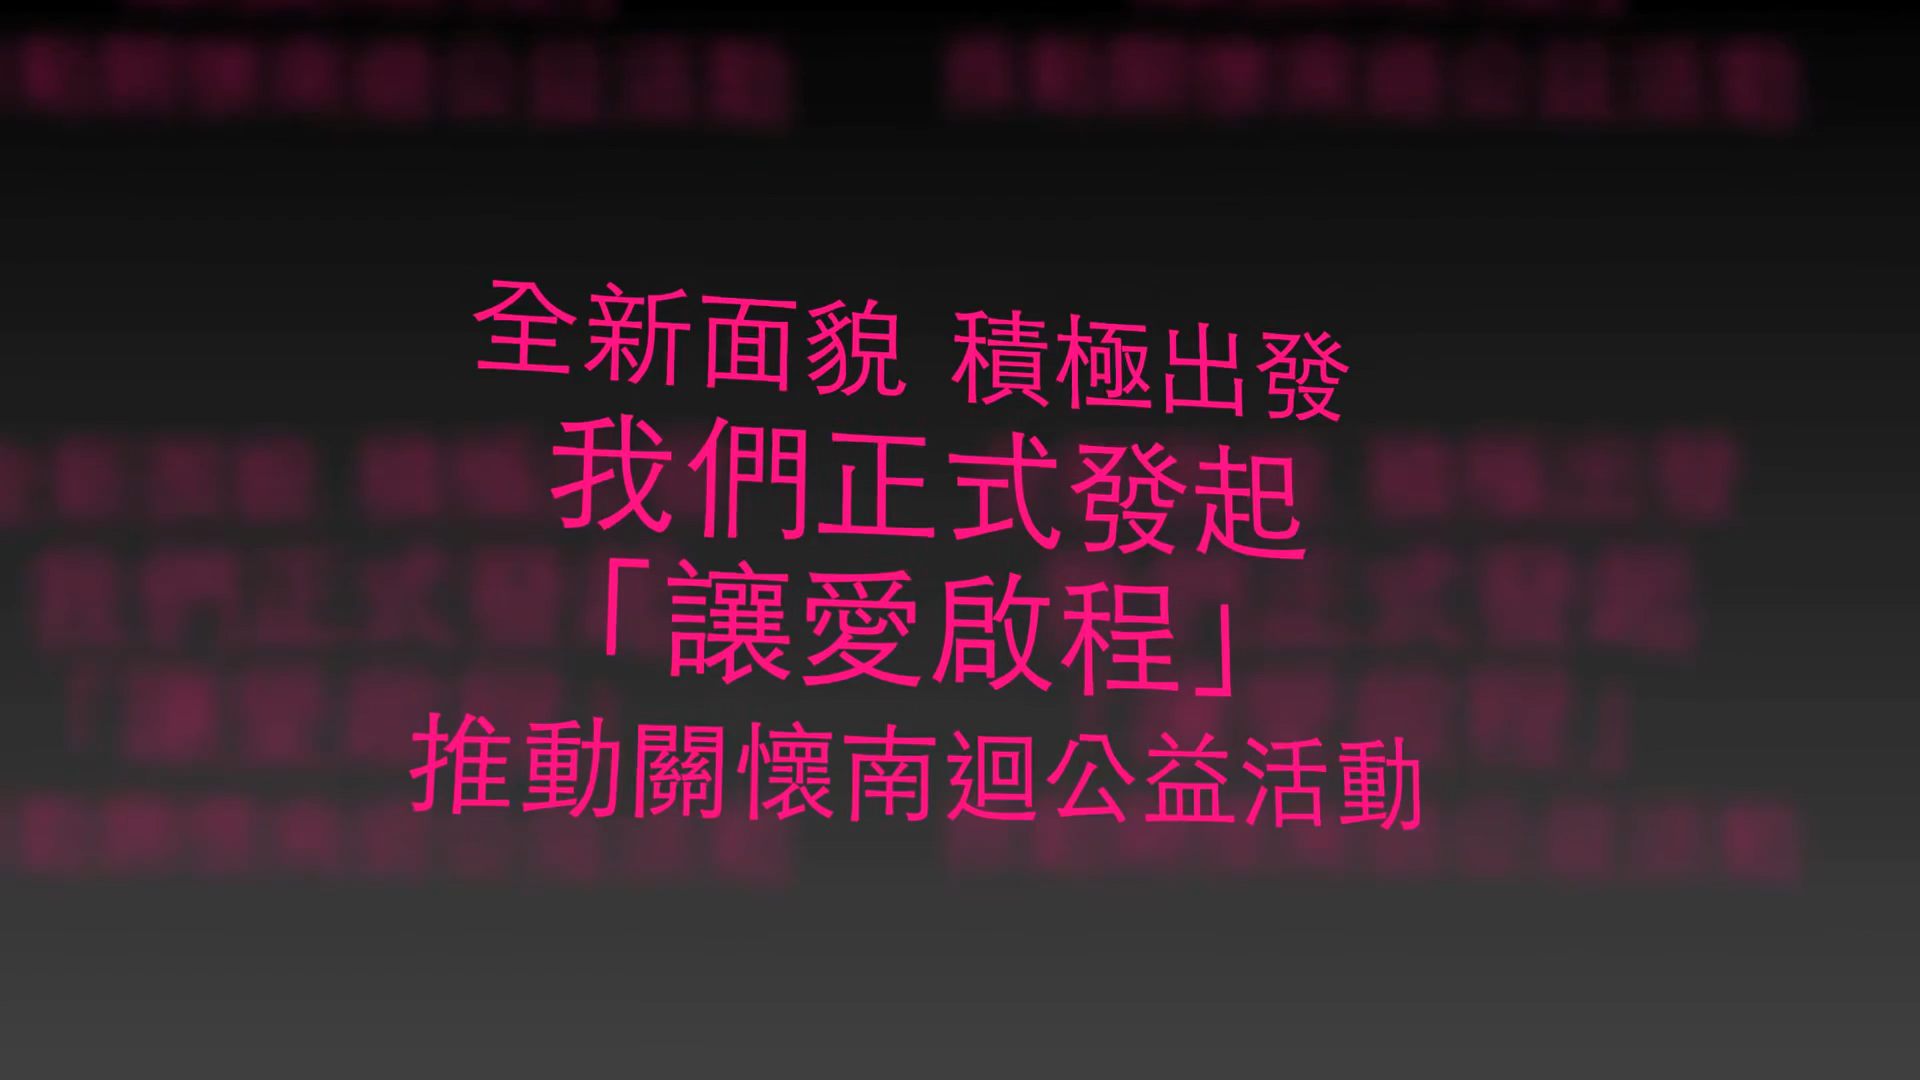 全新面貌 積極出發
我們正式發起
「讓愛啟程」
推動關懷南迴公益活動